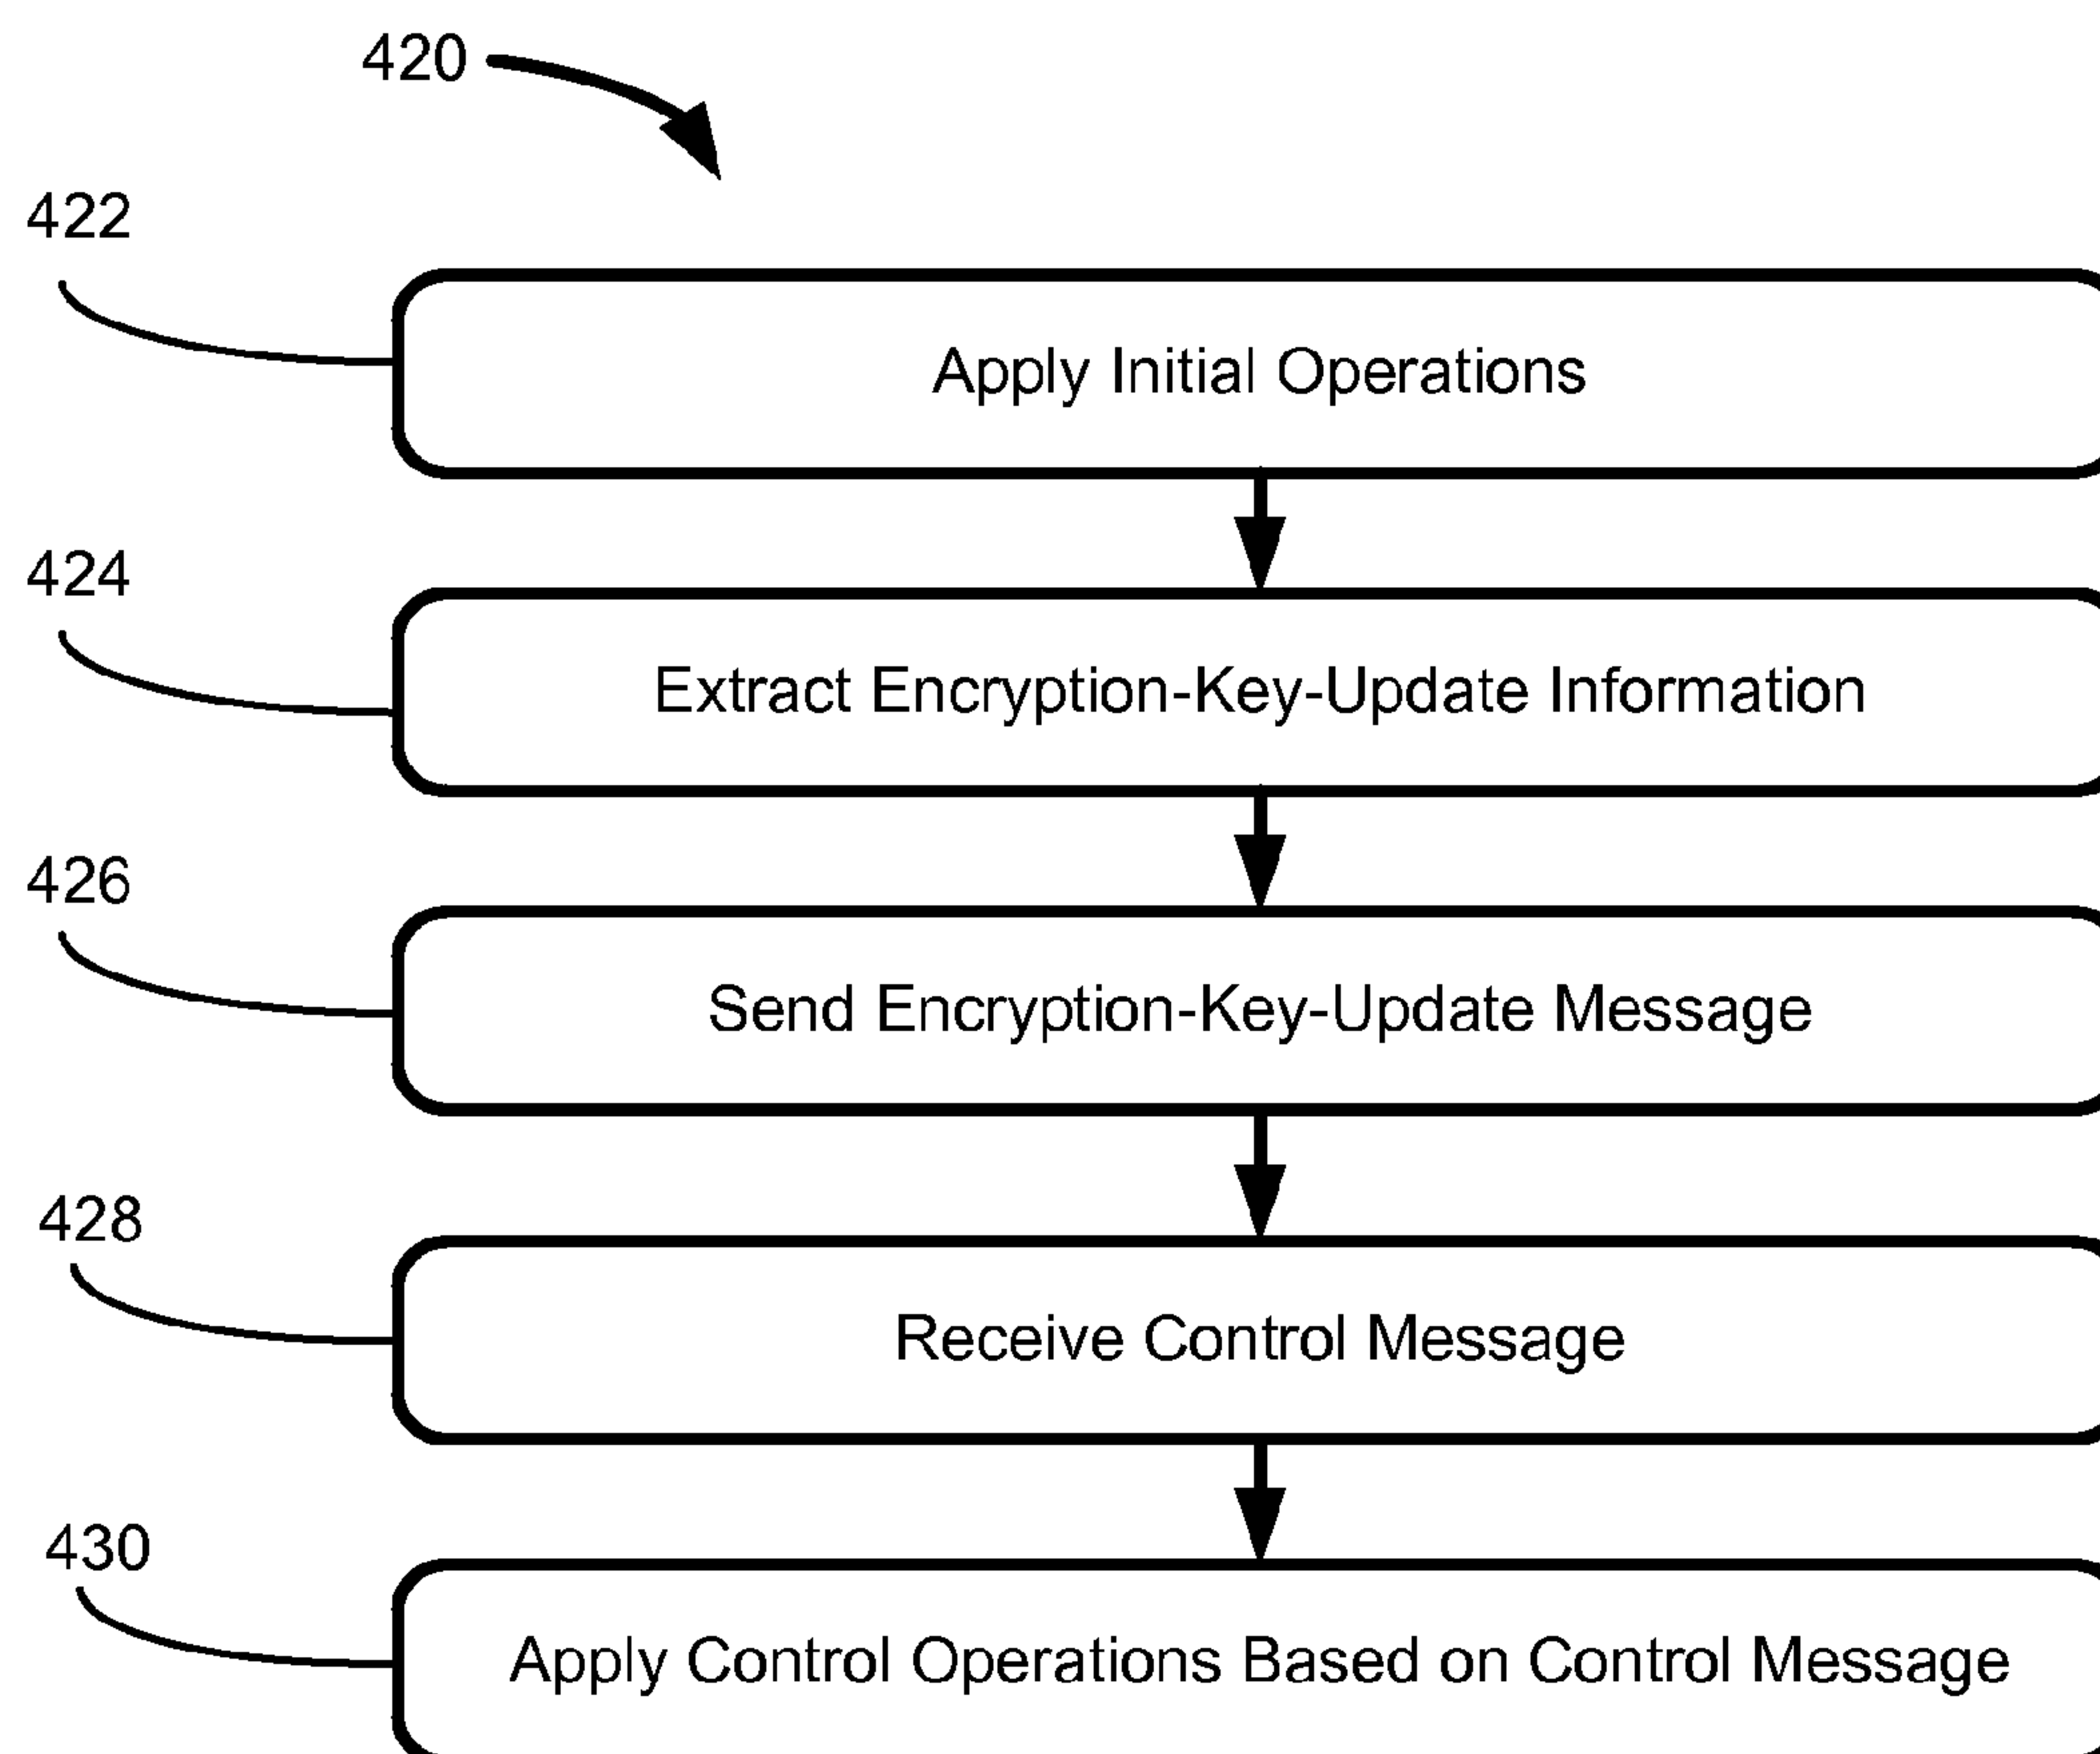 420
422
Apply Initial Operations
424
Extract Encryption-Key-Update Information
426
Send Encryption-Key-Update Message
428
Receive Control Message
430
Apply Control Operations Based on Control Message